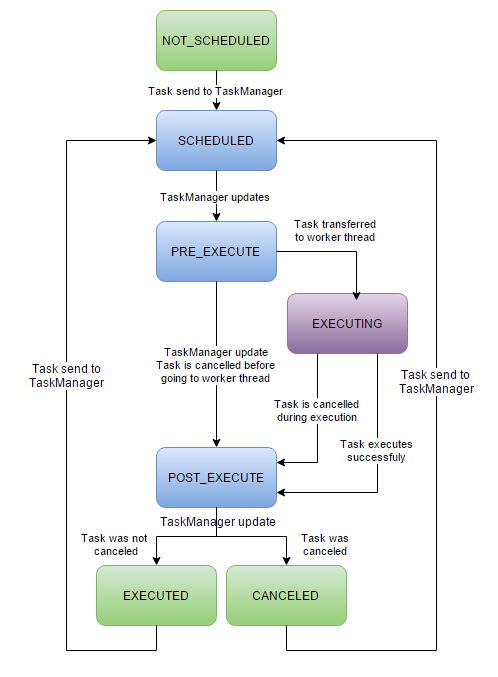 NOT_SCHEDULED
Task send to TaskManager
SCHEDULED
TaskManager updates
PRE_EXECUTE
Task transferred
to worker thread
EXECUTING
TaskManager update
Task is cancelled before
going to worker thread
Task send to
TaskManager
Task send to
TaskManager
Task is cancelled
during execution
Task executes
successfuly
POST_EXECUTE
TaskManager update
Task was not
canceled
Task was
canceled
EXECUTED
CANCELED